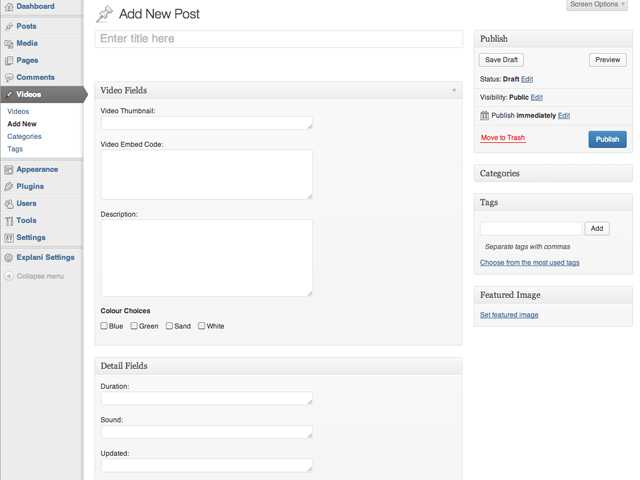 Dashboard
Posts
Media
Pages
Comments
Videos
Videos
Add New
Categories
Tags
Appearance
Plugins
Users
Tools
Settings
Explani Settings
Collapse menu
Screen Options
Add New Post
Enter title here
Video Fields
Video Thumbnail:
Video Embed Code:
Description:
Colour Choices
Blue Green Sand White
Detail Fields
Duration:
Sound:
Updated:
Publish
Save Draft Preview
Status: Draft Edit
Visibility: Public Edit
Publish immediately Edit
Move to Trash Publish
Categories
Tags
Add
Separate tags with commas
Choose from the most used tags
Featured Image
Set featured image